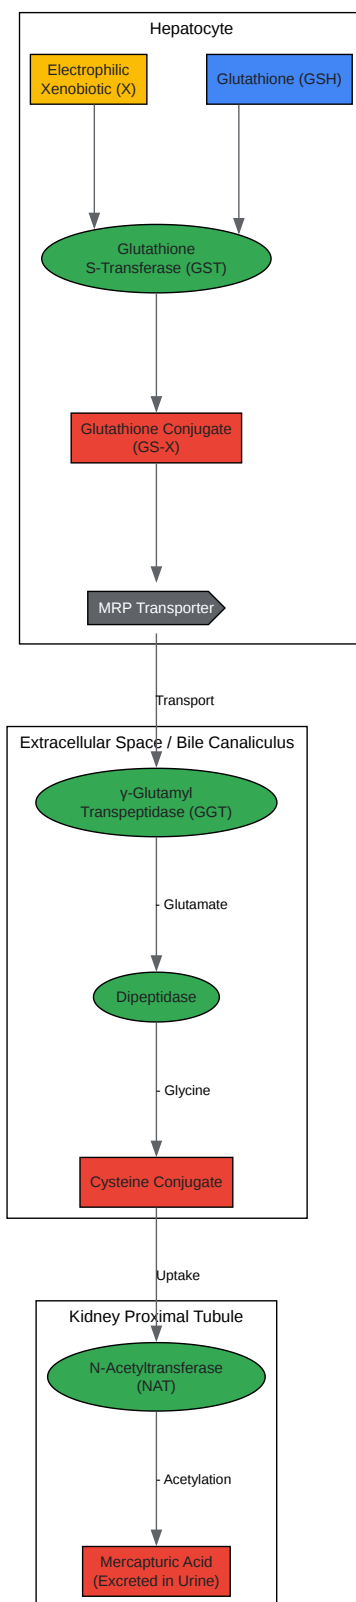 Hepatocyte
Electrophilic
Xenobiotic (X)
Glutathione (GSH)
Glutathione
S-Transferase (GST)
Glutathione Conjugate
(GS-X)
MRP Transporter
Transport
Extracellular Space / Bile Canaliculus
γ-Glutamyl
Transpeptidase (GGT)
- Glutamate
Dipeptidase
- Glycine
Cysteine Conjugate
Uptake
Kidney Proximal Tubule
N-Acetyltransferase
(NAT)
- Acetylation
Mercapturic Acid
(Excreted in Urine)